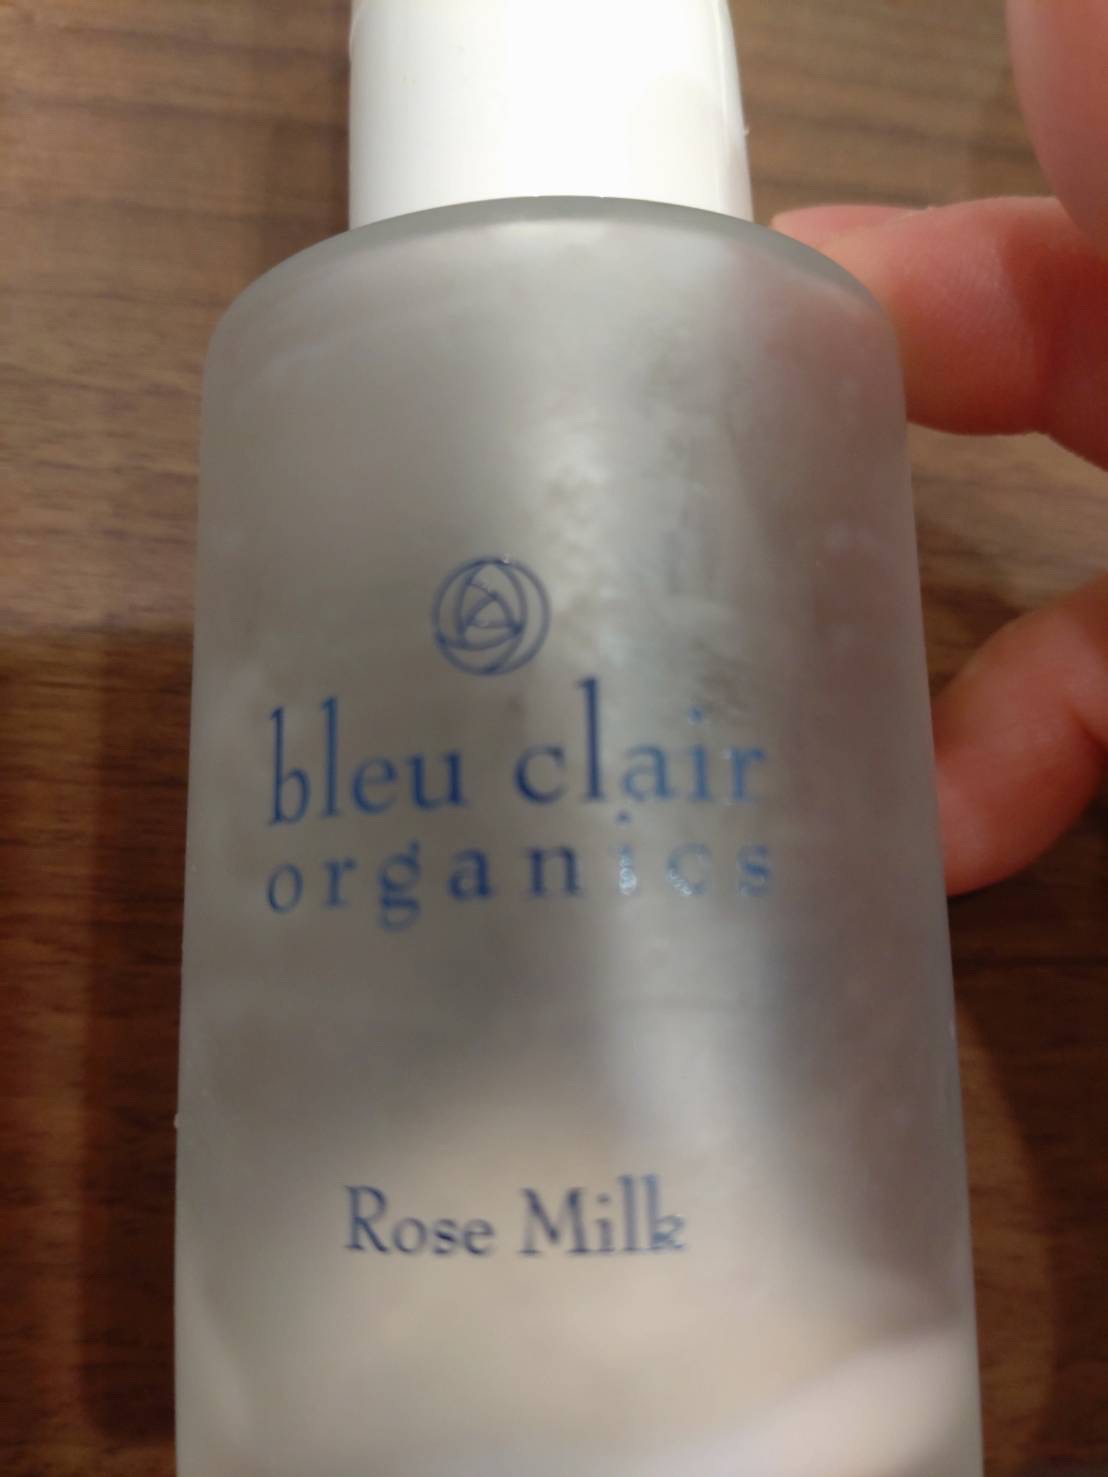 bleu clair
organics
Rose Milk